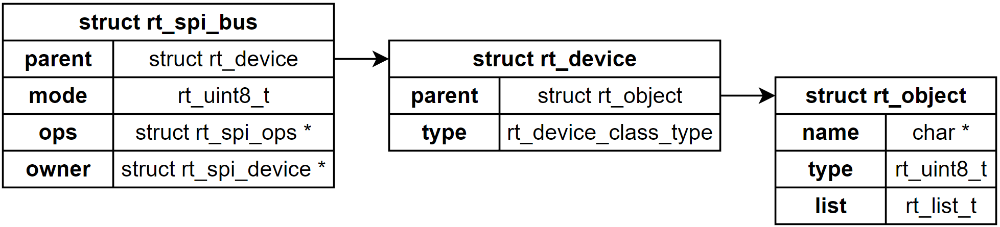 struct rt_spi_bus
parent struct rt_device
mode rt_uint8_t
ops struct rt_spi_ops *
owner struct rt_spi_device *
struct rt_device
parent struct rt_object
type rt_device_class_type
struct rt_object
name char *
type rt_uint8_t
list rt_list_t